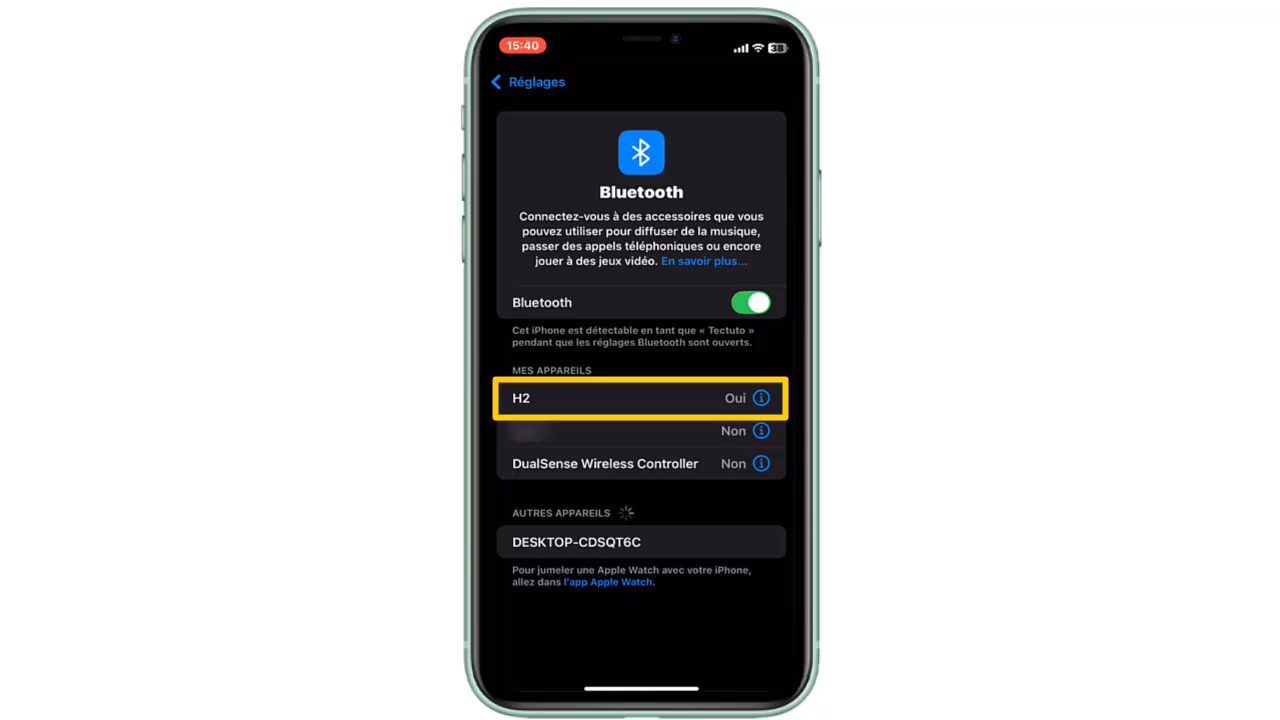 15:40
38
Réglages
Bluetooth
Connectez-vous à des accessoires que vous
pouvez utiliser pour diffuser de la musique,
passer des appels téléphoniques ou encore
jouer à des jeux vidéo. En savoir plus...
Bluetooth
Cet iPhone est détectable en tant que « Tectuto »
pendant que les réglages Bluetooth sont ouverts.
MES APPAREILS
H2 Oui
Non
DualSense Wireless Controller Non
AUTRES APPAREILS
DESKTOP-CDSQT6C
Pour jumeler une Apple Watch avec votre iPhone,
allez dans l'app Apple Watch.